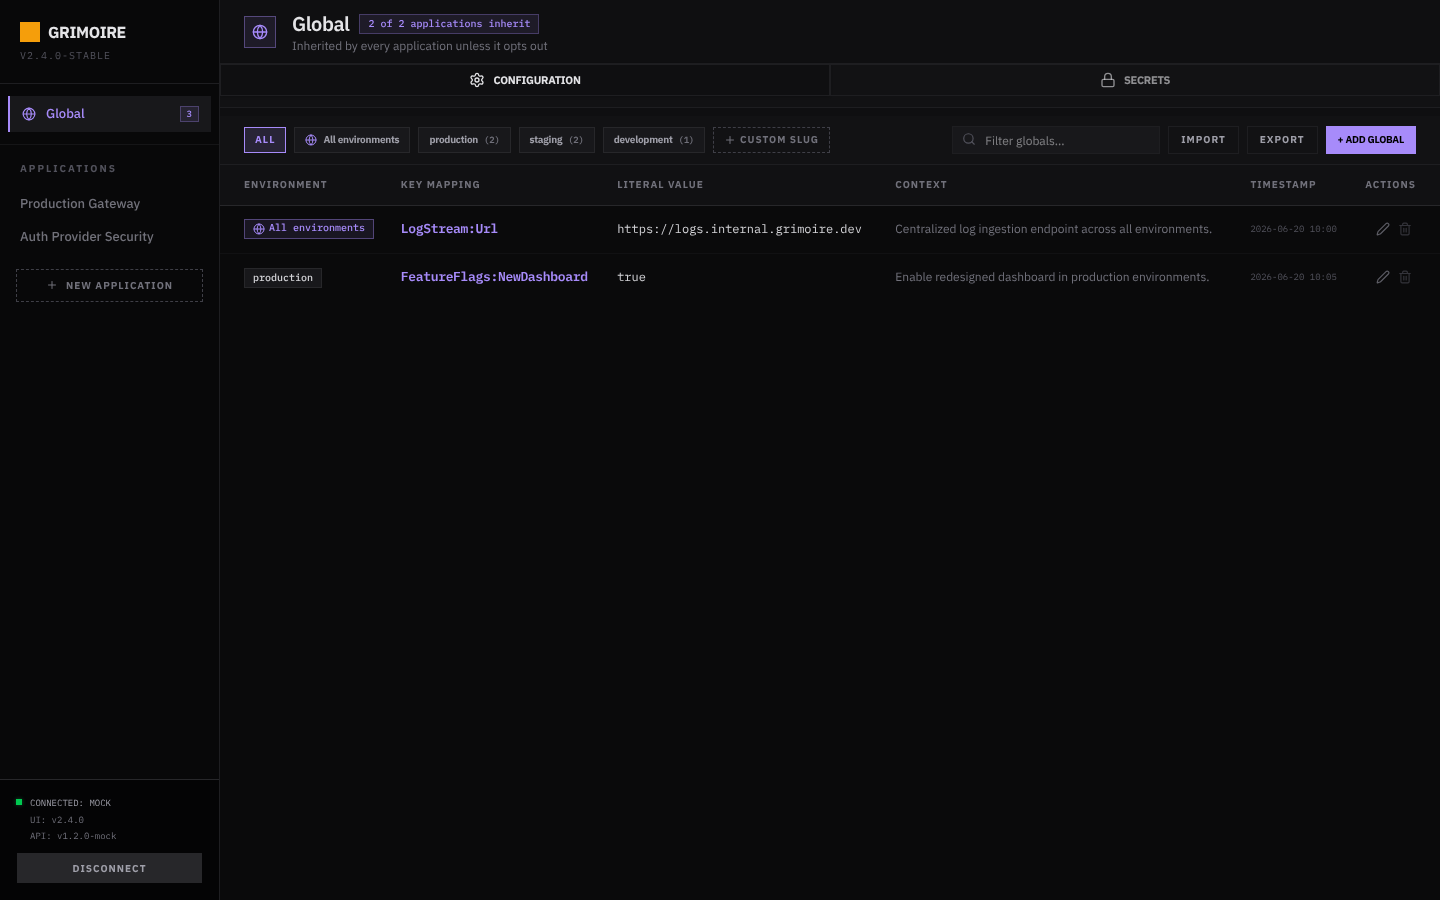 GRIMOIRE
V2.4.0-STABLE
Global
3
APPLICATIONS
Production Gateway
Auth Provider Security
NEW APPLICATION
CONNECTED: MOCK
UI: v2.4.0
API: v1.2.0-mock
DISCONNECT
Global 2 of 2 applications inherit
Inherited by every application unless it opts out
CONFIGURATION SECRETS
ALL All environments production (2) staging (2) development (1) + CUSTOM SLUG Filter globals... IMPORT EXPORT + ADD GLOBAL
ENVIRONMENT KEY MAPPING LITERAL VALUE CONTEXT TIMESTAMP ACTIONS
All environments LogStream:Url https://logs.internal.grimoire.dev Centralized log ingestion endpoint across all environments. 2026-06-20 10:00
production FeatureFlags:NewDashboard true Enable redesigned dashboard in production environments. 2026-06-20 10:05